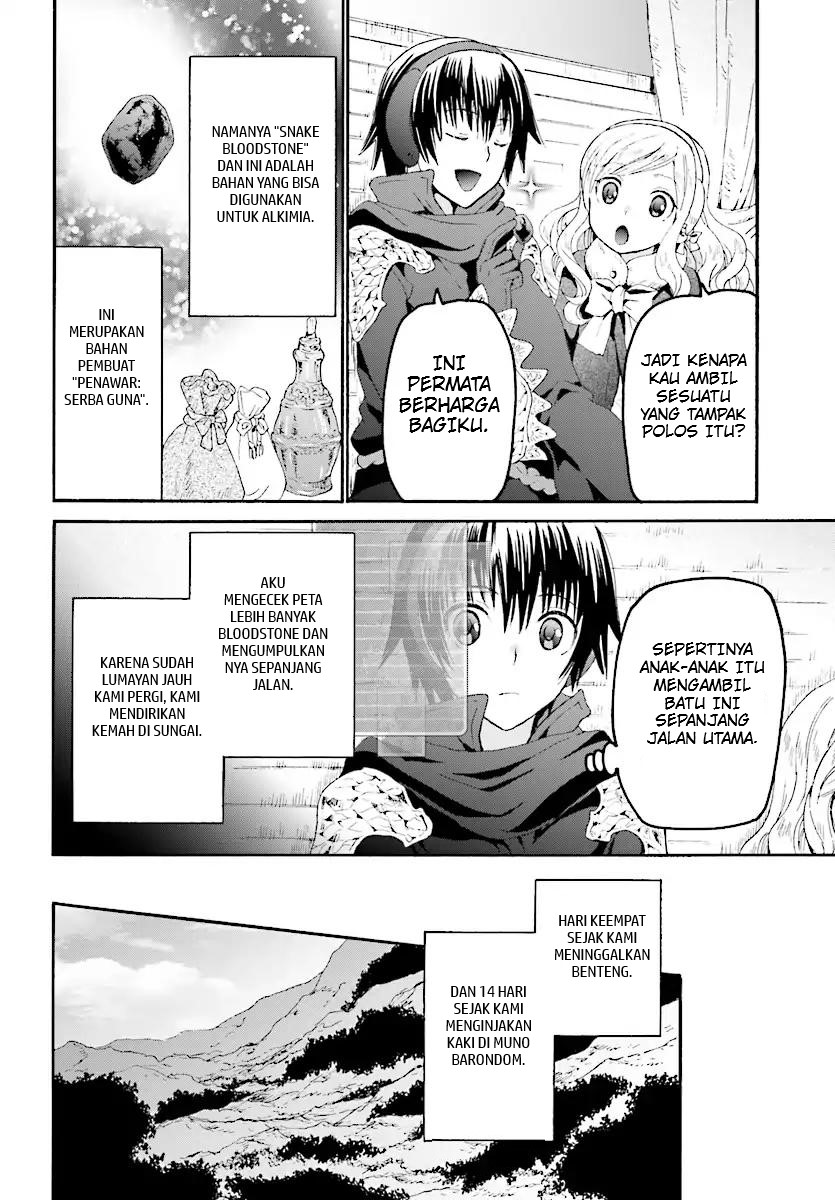 JADI KENAPA
KAU AMBIL
SESUATU
YANG TAMPAK
POLOS ITU?
INI
PERMATA
BERHARGA
BAGIKU.
NAMANYA "SNAKE
BLOODSTONE"
DAN INI ADALAH
BAHAN YANG BISA
DIGUNAKAN
UNTUK ALKIMIA.
INI
MERUPAKAN
BAHAN
PEMBUAT
"PENAWAR:
SERBA GUNA".
SEPERTINYA
ANAK-ANAK ITU
MENGAMBIL
BATU INI
SEPANJANG
JALAN UTAMA.
AKU
MENGECEK PETA
LEBIH BANYAK
BLOODSTONE DAN
MENGUMPULKAN
NYA SEPANJANG
JALAN.
KARENA SUDAH
LUMAYAN JAUH
KAMI PERGI, KAMI
MENDIRIKAN
KEMAH DI SUNGAI.
HARI KEEMPAT
SEJAK KAMI
MENINGGALKAN
BENTENG.
DAN 14 HARI
SEJAK KAMI
MENGINJAKAN
KAKI DI MUNO
BARONDOM.